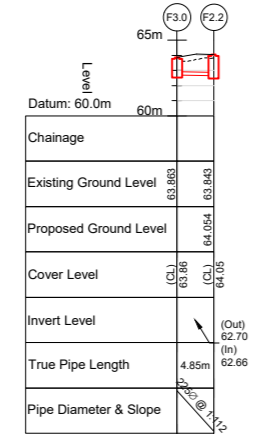 F3.0 F2.2
65m
Level
Datum: 60.0m
60m
Chainage
Existing Ground Level 63.863 63.843
Proposed Ground Level 64.054
Cover Level (CL) 63.86 (CL) 64.05
Invert Level
(Out)
62.70
(In)
62.66
True Pipe Length 4.85m
Pipe Diameter & Slope 225Ø @ 1:112